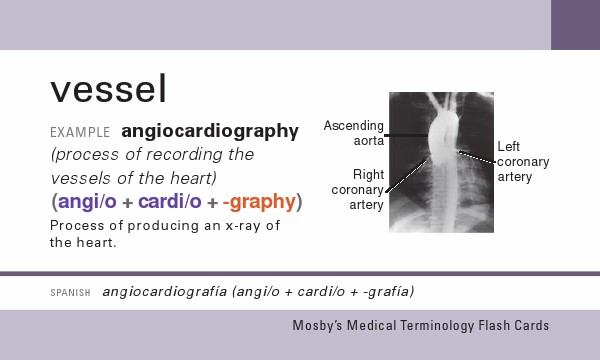 vessel
EXAMPLE angiocardiography
(process of recording the
vessels of the heart)
(angi/o + cardi/o + -graphy)
Process of producing an x-ray of
the heart.
Ascending
aorta
Right
coronary
artery
Left
coronary
artery
SPANISH angiocardiografía (angi/o + cardi/o + -grafía)
Mosby's Medical Terminology Flash Cards